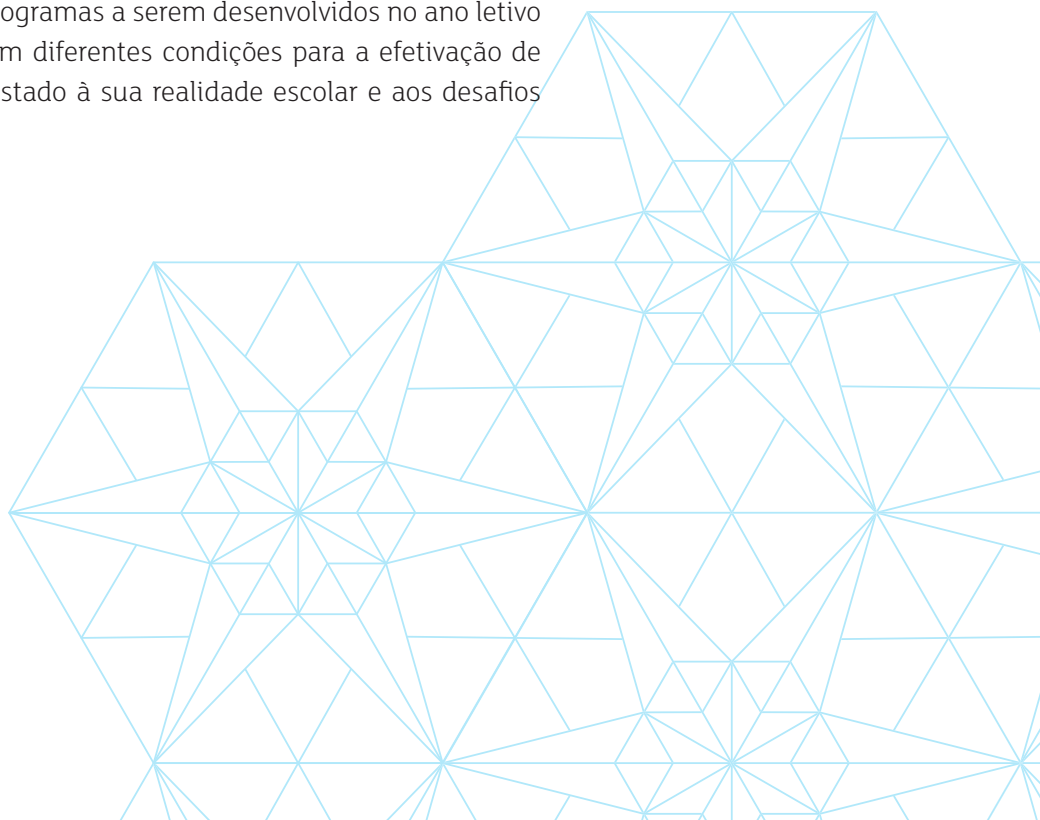 ogramas a serem desenvolvidos no ano letivo
m diferentes condições para a efetivação de
stado à sua realidade escolar e aos desafios